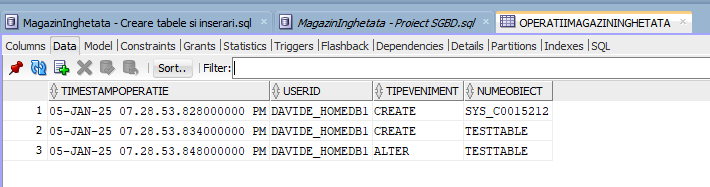 MagazinInghetata - Creare tabele si inserari.sql MagazinInghetata - Proiect SGBD.sql OPERATIIMAGAZININGHETATA
Columns Data Model Constraints Grants Statistics Triggers Flashback Dependencies Details Partitions Indexes SQL
Sort.. Filter:
TIMESTAMPOPERATIE USERID TIPEVENIMENT NUMEOBIECT
1 05-JAN-25 07.28.53.828000000 PM DAVIDE_HOMEDB1 CREATE SYS_C0015212
2 05-JAN-25 07.28.53.834000000 PM DAVIDE_HOMEDB1 CREATE TESTTABLE
3 05-JAN-25 07.28.53.848000000 PM DAVIDE_HOMEDB1 ALTER TESTTABLE